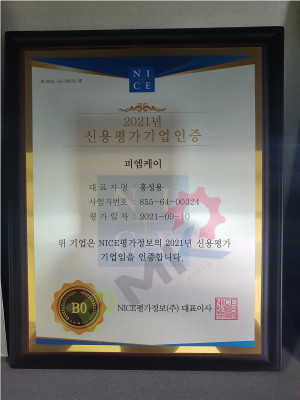 NI
CE
2021년
신용평가기업인증
피엠케이
대표자명 : 홍성용
사업자번호 : 855-64-00324
평가일자 : 2021-09-10
위 기업은 NICE평가정보의 2021년 신용평가
기업임을 인증합니다.
B0
NICE평가정보(주) 대표이사